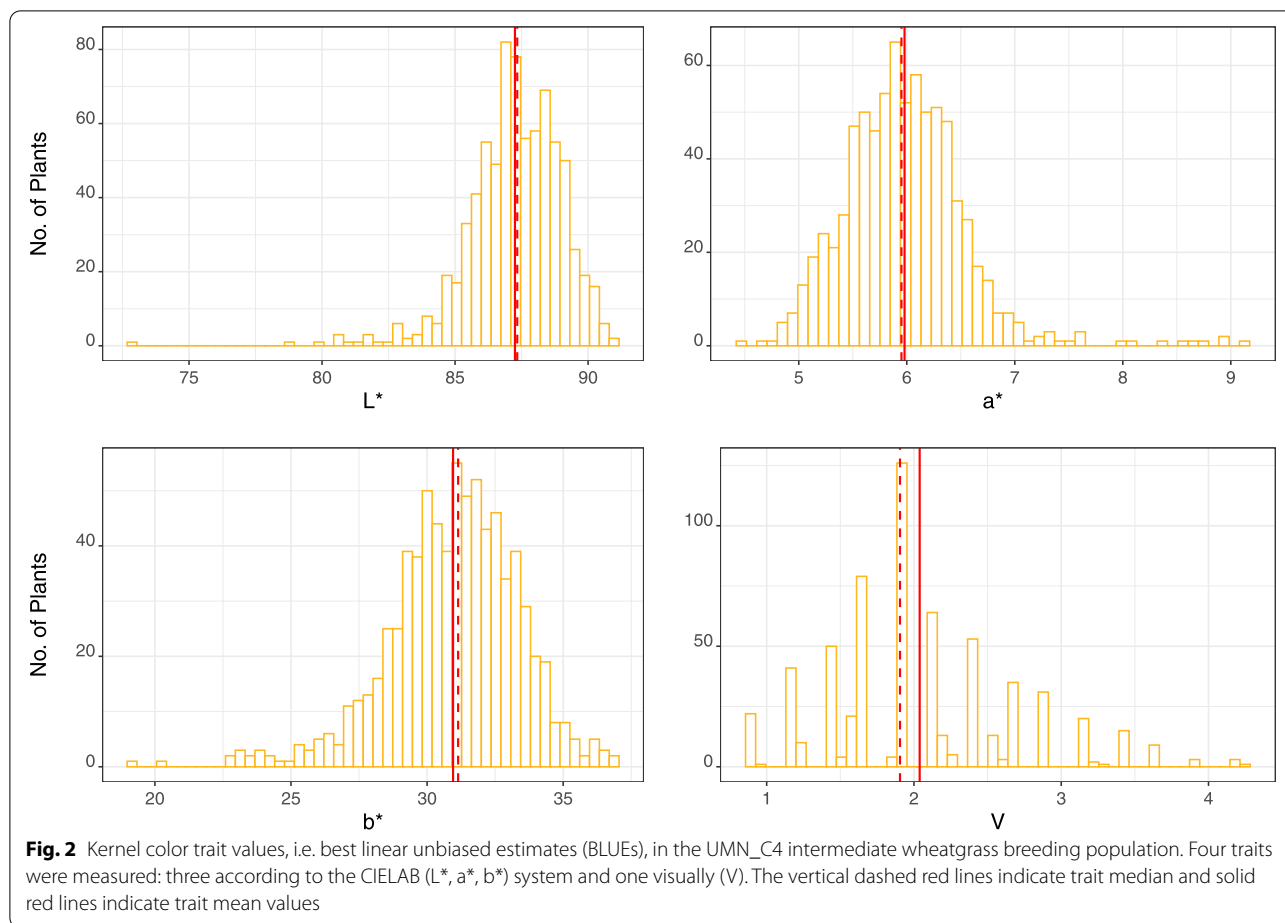 No. of Plants
80
60
40
20
0
75 80 85 90
L*
60
40
20
0
5 6 7 8 9
a*
No. of Plants
40
20
0
20 25 30 35
b*
100
50
0
1 2 3 4
V
Fig. 2 Kernel color trait values, i.e. best linear unbiased estimates (BLUEs), in the UMN_C4 intermediate wheatgrass breeding population. Four traits
were measured: three according to the CIELAB (L*, a*, b*) system and one visually (V). The vertical dashed red lines indicate trait median and solid
red lines indicate trait mean values